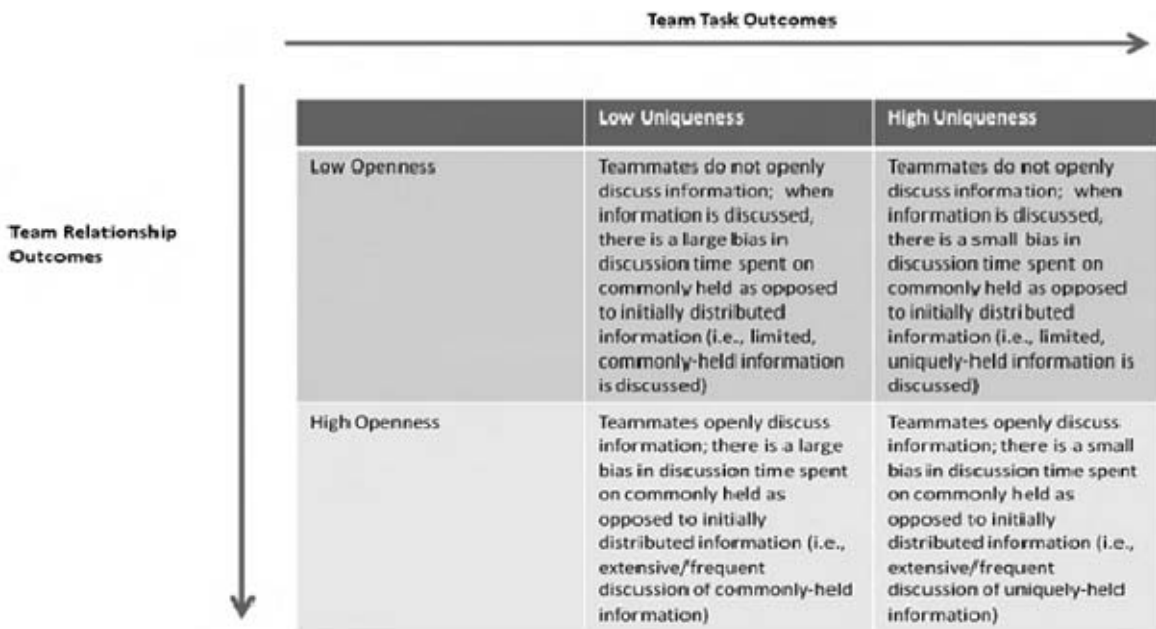 Team Task Outcomes
Team Relationship
Outcomes
Low Uniqueness
High Uniqueness
Low Openness
Teammates do not openly
discuss information; when
information is discussed,
there is a large bias in
discussion time spent on
commonly held as opposed
to initially distributed
information (i.e., limited,
commonly-held information
is discussed)
Teammates do not openly
discuss information; when
information is discussed,
there is a small bias in
discussion time spent on
commonly held as opposed
to initially distributed
information (i.e., limited,
uniquely-held information is
discussed)
High Openness
Teammates openly discuss
information; there is a large
bias in discussion time spent
on commonly held as
opposed to initially
distributed information (i.e.,
extensive/frequent
discussion of commonly-held
information)
Teammates openly discuss
information; there is a small
bias in discussion time spent
on commonly held as
opposed to initially
distributed information (i.e.,
extensive/frequent
discussion of uniquely-held
information)